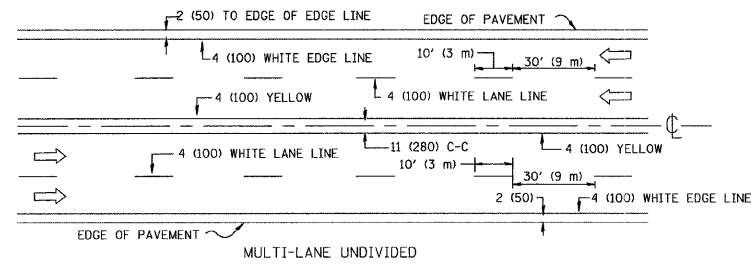 2 (50) TO EDGE OF EDGE LINE
EDGE OF PAVEMENT
4 (100) WHITE EDGE LINE
10' (3 m)
30' (9 m)
4 (100) YELLOW
4 (100) WHITE LANE LINE
℄
4 (100) WHITE LANE LINE
11 (280) C-C
4 (100) YELLOW
10' (3 m)
30' (9 m)
2 (50)
4 (100) WHITE EDGE LINE
EDGE OF PAVEMENT
MULTI-LANE UNDIVIDED